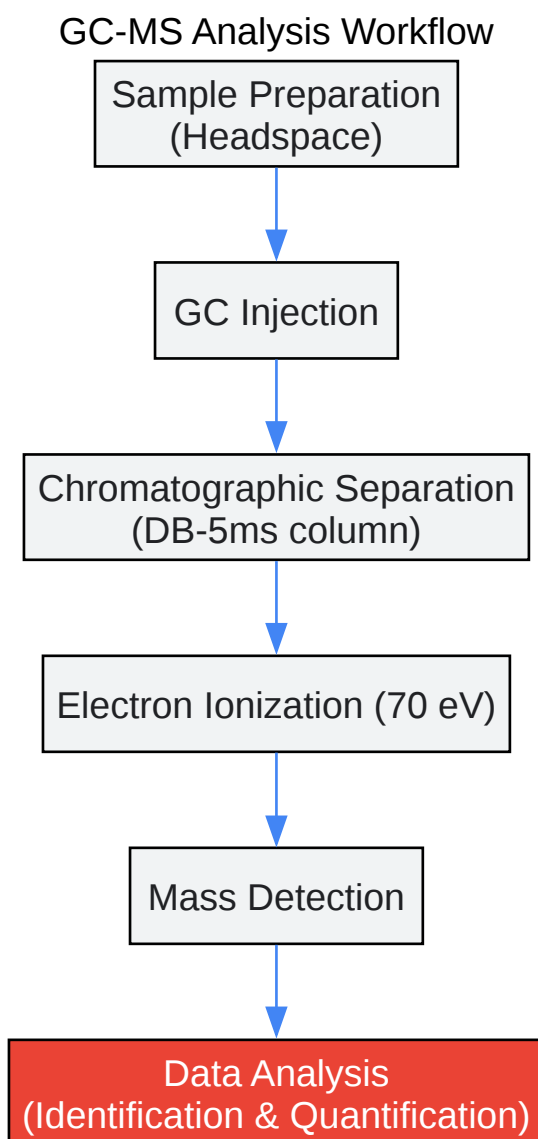 GC-MS Analysis Workflow
Sample Preparation
(Headspace)
GC Injection
Chromatographic Separation
(DB-5ms column)
Electron Ionization (70 eV)
Mass Detection
Data Analysis
(Identification & Quantification)